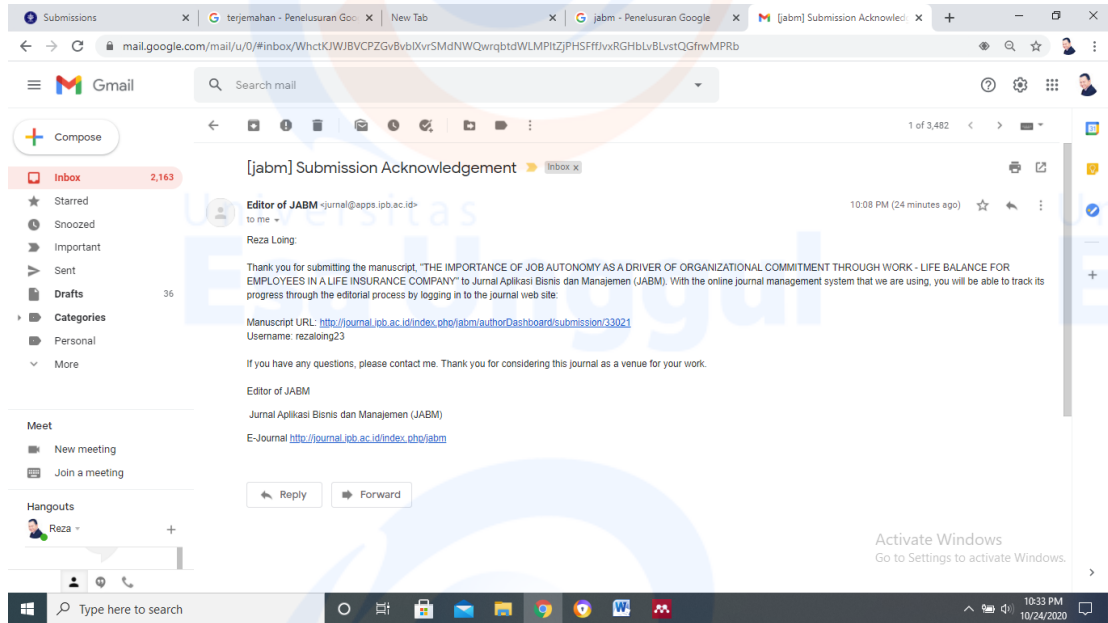 Submissions
terjemahan - Penelusuran Goo
New Tab
jabm - Penelusuran Google
[jabm] Submission Acknowled
mail.google.com/mail/u/0/#inbox/WhctKJWJBVCPZGvBvblXvrSMdNWQwrqbtdWLMPltZjPHSFffJvxRGHbLvBLvstQGfrwMPRb
Gmail
Search mail
Compose
1 of 3,482
Inbox 2,163
Starred
Snoozed
Important
Sent
Drafts 36
Categories
Personal
More
Meet
New meeting
Join a meeting
Hangouts
Reza
[jabm] Submission Acknowledgement Inbox x
Editor of JABM <jurnal@apps.ipb.ac.id> 10:08 PM (24 minutes ago)
to me
Reza Loing:
Thank you for submitting the manuscript, "THE IMPORTANCE OF JOB AUTONOMY AS A DRIVER OF ORGANIZATIONAL COMMITMENT THROUGH WORK - LIFE BALANCE FOR
EMPLOYEES IN A LIFE INSURANCE COMPANY" to Jurnal Aplikasi Bisnis dan Manajemen (JABM). With the online journal management system that we are using, you will be able to track its
progress through the editorial process by logging in to the journal web site:
Manuscript URL: http://journal.ipb.ac.id/index.php/jabm/authorDashboard/submission/33021
Username: rezaloing23
If you have any questions, please contact me. Thank you for considering this journal as a venue for your work.
Editor of JABM
Jurnal Aplikasi Bisnis dan Manajemen (JABM)
E-Journal http://journal.ipb.ac.id/index.php/jabm
Reply
Forward
Universitas
Esa Unggul
Activate Windows
Go to Settings to activate Windows.
Type here to search
10:33 PM
10/24/2020